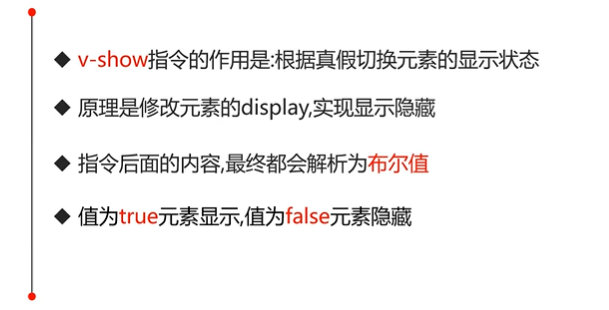 ◆ v-show指令的作用是:根据真假切换元素的显示状态
◆ 原理是修改元素的display,实现显示隐藏
◆ 指令后面的内容,最终都会解析为布尔值
◆ 值为true元素显示,值为false元素隐藏